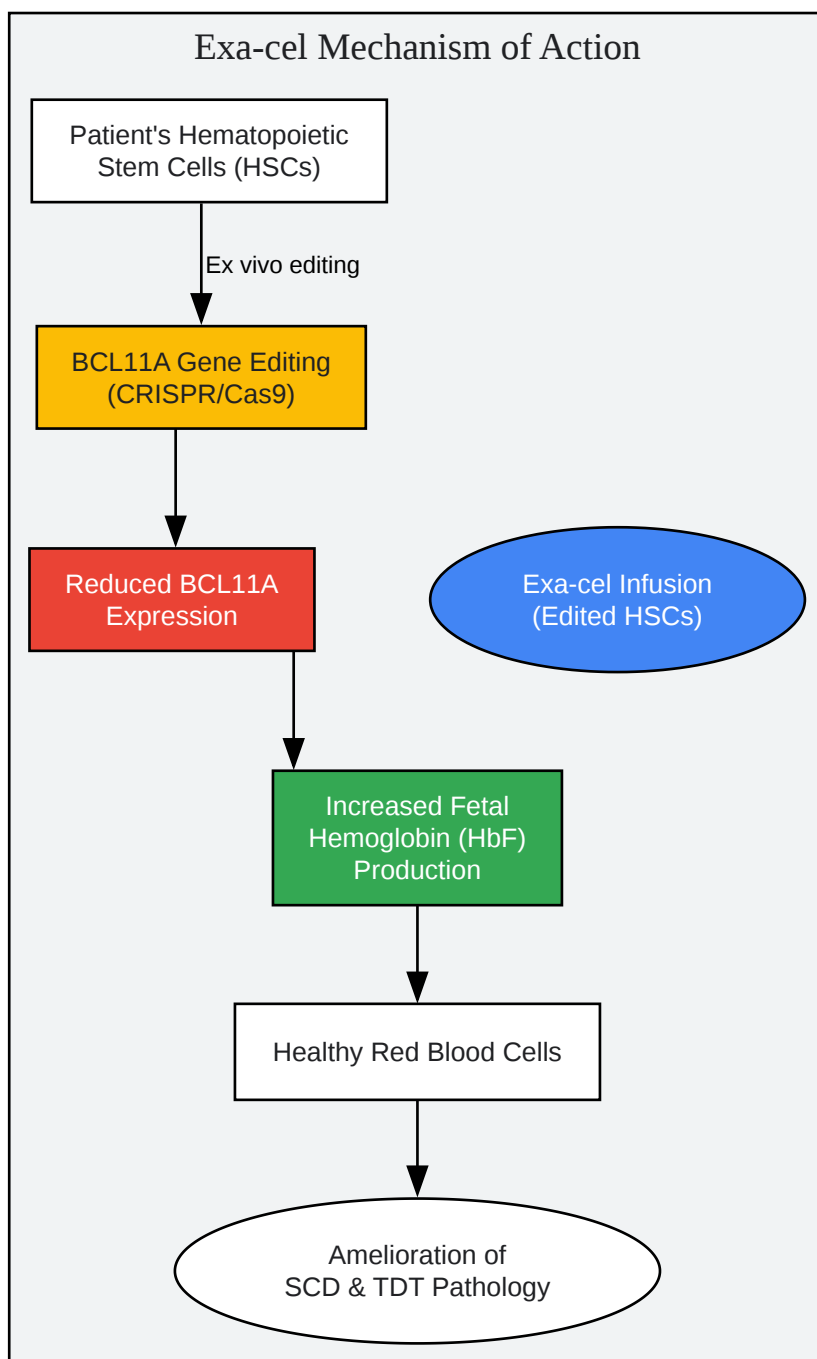 Exa-cel Mechanism of Action
Patient's Hematopoietic
Stem Cells (HSCs)
Ex vivo editing
BCL11A Gene Editing
(CRISPR/Cas9)
Reduced BCL11A
Expression
Exa-cel Infusion
(Edited HSCs)
Increased Fetal
Hemoglobin (HbF)
Production
Healthy Red Blood Cells
Amelioration of
SCD & TDT Pathology